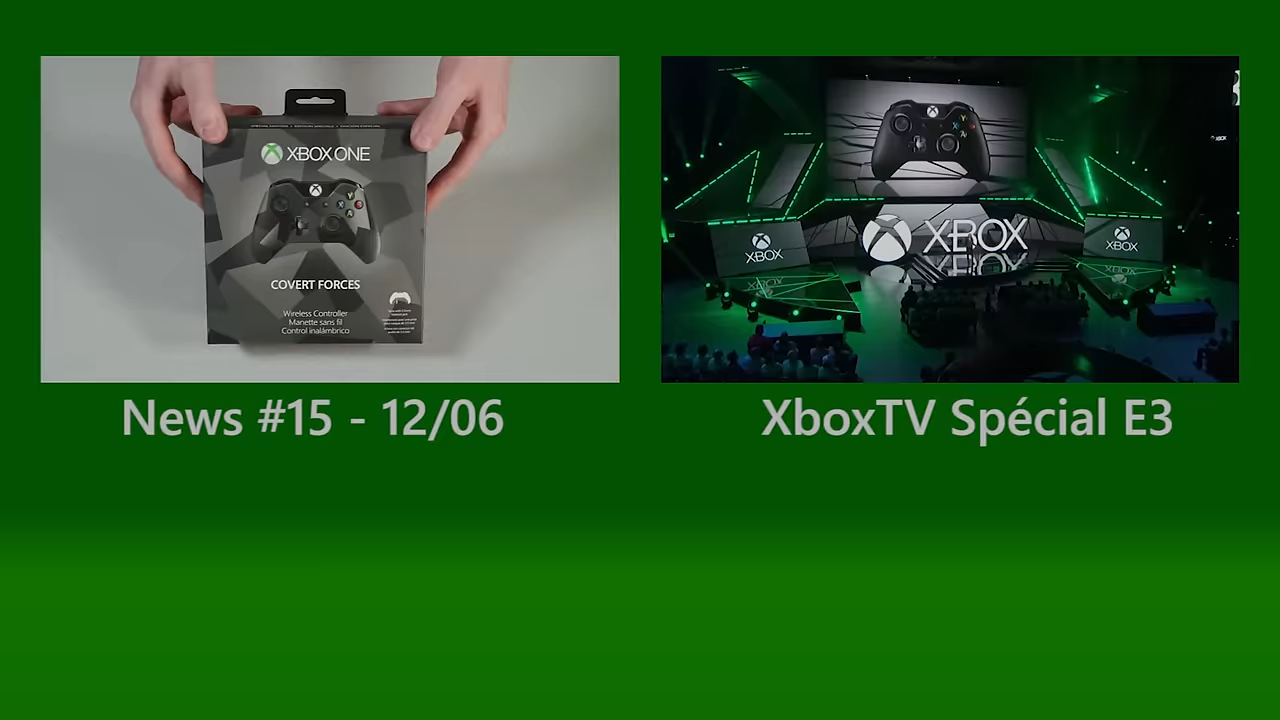 XBOX ONE
COVERT FORCES
Wireless Controller
Manette sans fil
Control inalámbrico
XBOX
XBOX
XBOX
XBOX
News #15 - 12/06
XboxTV Spécial E3